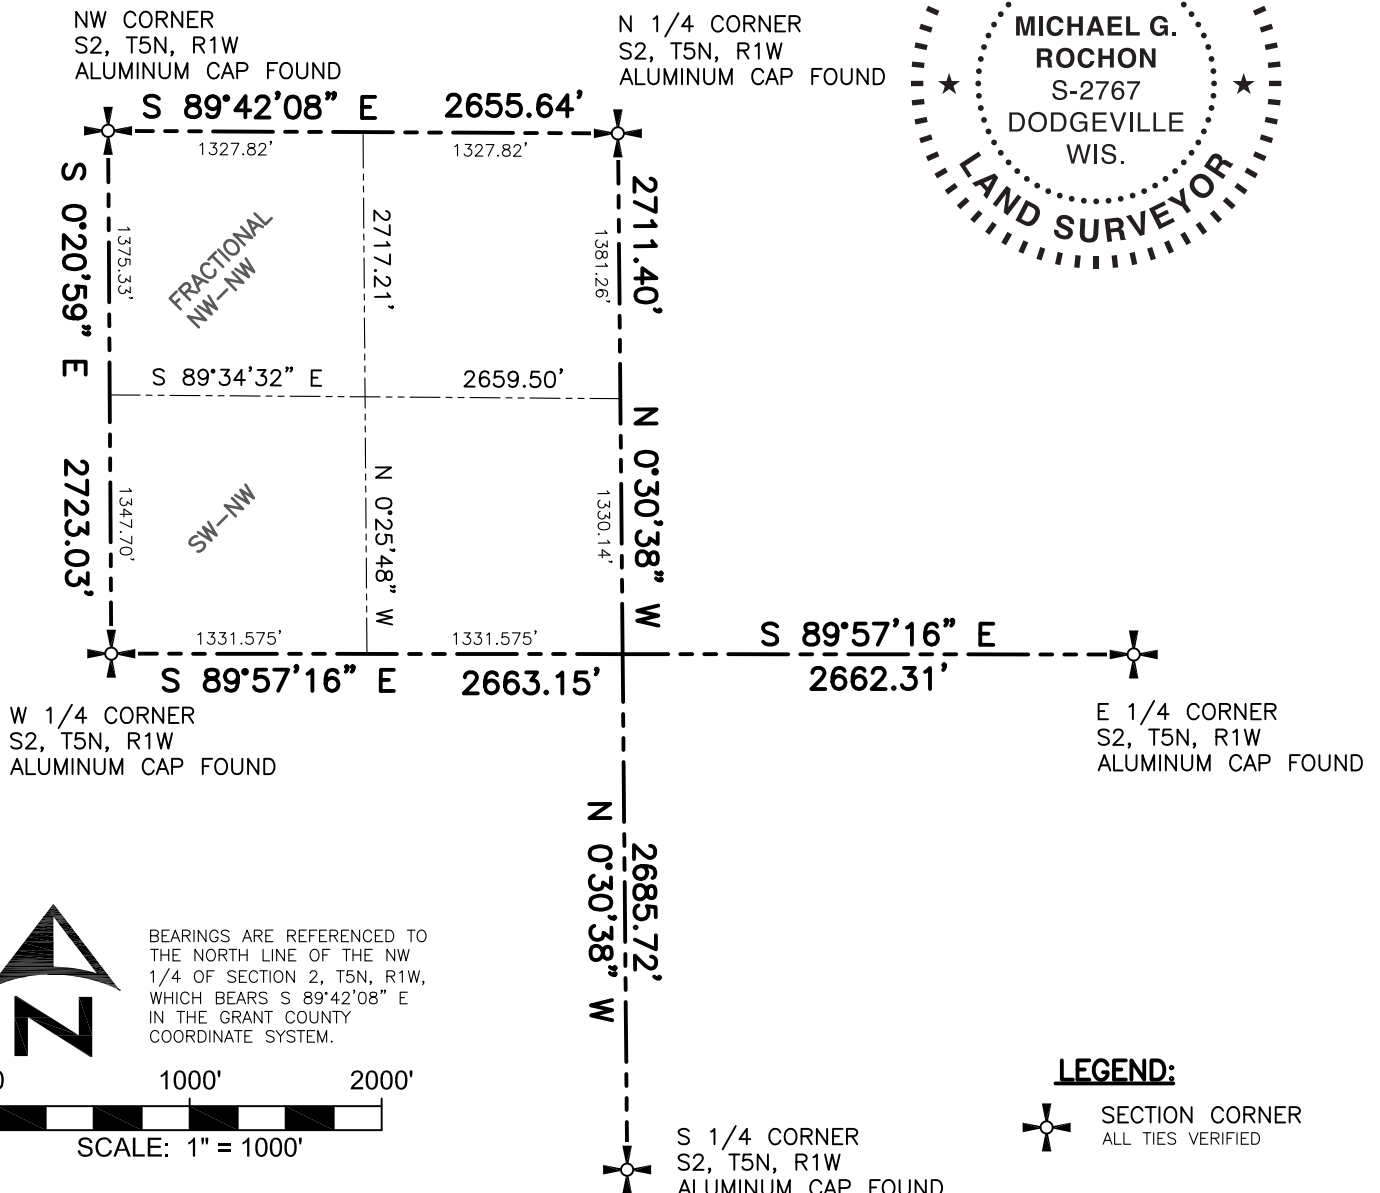 NW CORNER
S2, T5N, R1W
ALUMINUM CAP FOUND
N 1/4 CORNER
S2, T5N, R1W
ALUMINUM CAP FOUND
MICHAEL G.
ROCHON
S-2767
DODGEVILLE
WIS.
LAND SURVEYOR
S 89°42'08" E 2655.64'
1327.82' 1327.82'
S 0°20'59" E 2723.03'
1375.33'
1347.70'
FRACTIONAL
NW-NW
2717.21'
N 0°25'48" W
1381.26'
1330.14'
2711.40'
N 0°30'38" W
S 89°34'32" E 2659.50'
SW-NW
1331.575' 1331.575'
S 89°57'16" E 2663.15'
S 89°57'16" E
2662.31'
W 1/4 CORNER
S2, T5N, R1W
ALUMINUM CAP FOUND
E 1/4 CORNER
S2, T5N, R1W
ALUMINUM CAP FOUND
N 0°30'38" W
2685.72'
N
BEARINGS ARE REFERENCED TO
THE NORTH LINE OF THE NW
1/4 OF SECTION 2, T5N, R1W,
WHICH BEARS S 89°42'08" E
IN THE GRANT COUNTY
COORDINATE SYSTEM.
0 1000' 2000'
SCALE: 1" = 1000'
LEGEND:
SECTION CORNER
ALL TIES VERIFIED
S 1/4 CORNER
S2, T5N, R1W
ALUMINUM CAP FOUND